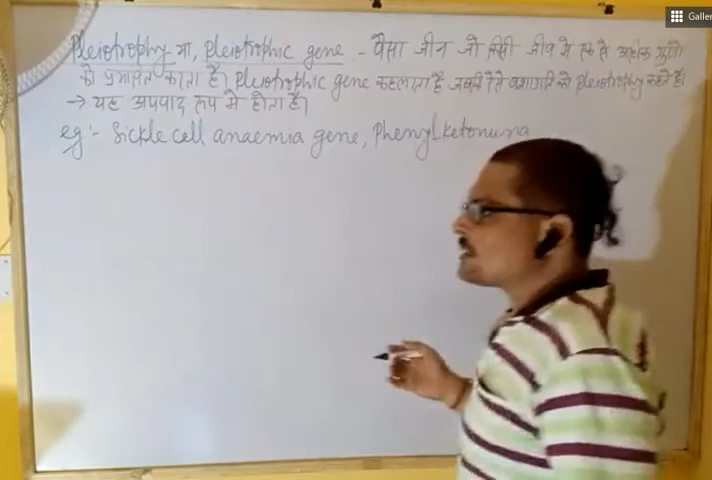 Galler
Pleiotrophy या, Pleiotrophic gene - वैसा जीन जो किसी जीव में एक से अधिक गुणों
को प्रभावित करता है। Pleiotrophic gene कहलाता है जबकि ऐसे वंशागति को Pleiotrophy कहते हैं।
→ यह अपवाद रूप में होता है।
eg:- Sickle cell anaemia gene, Phenylketonuria